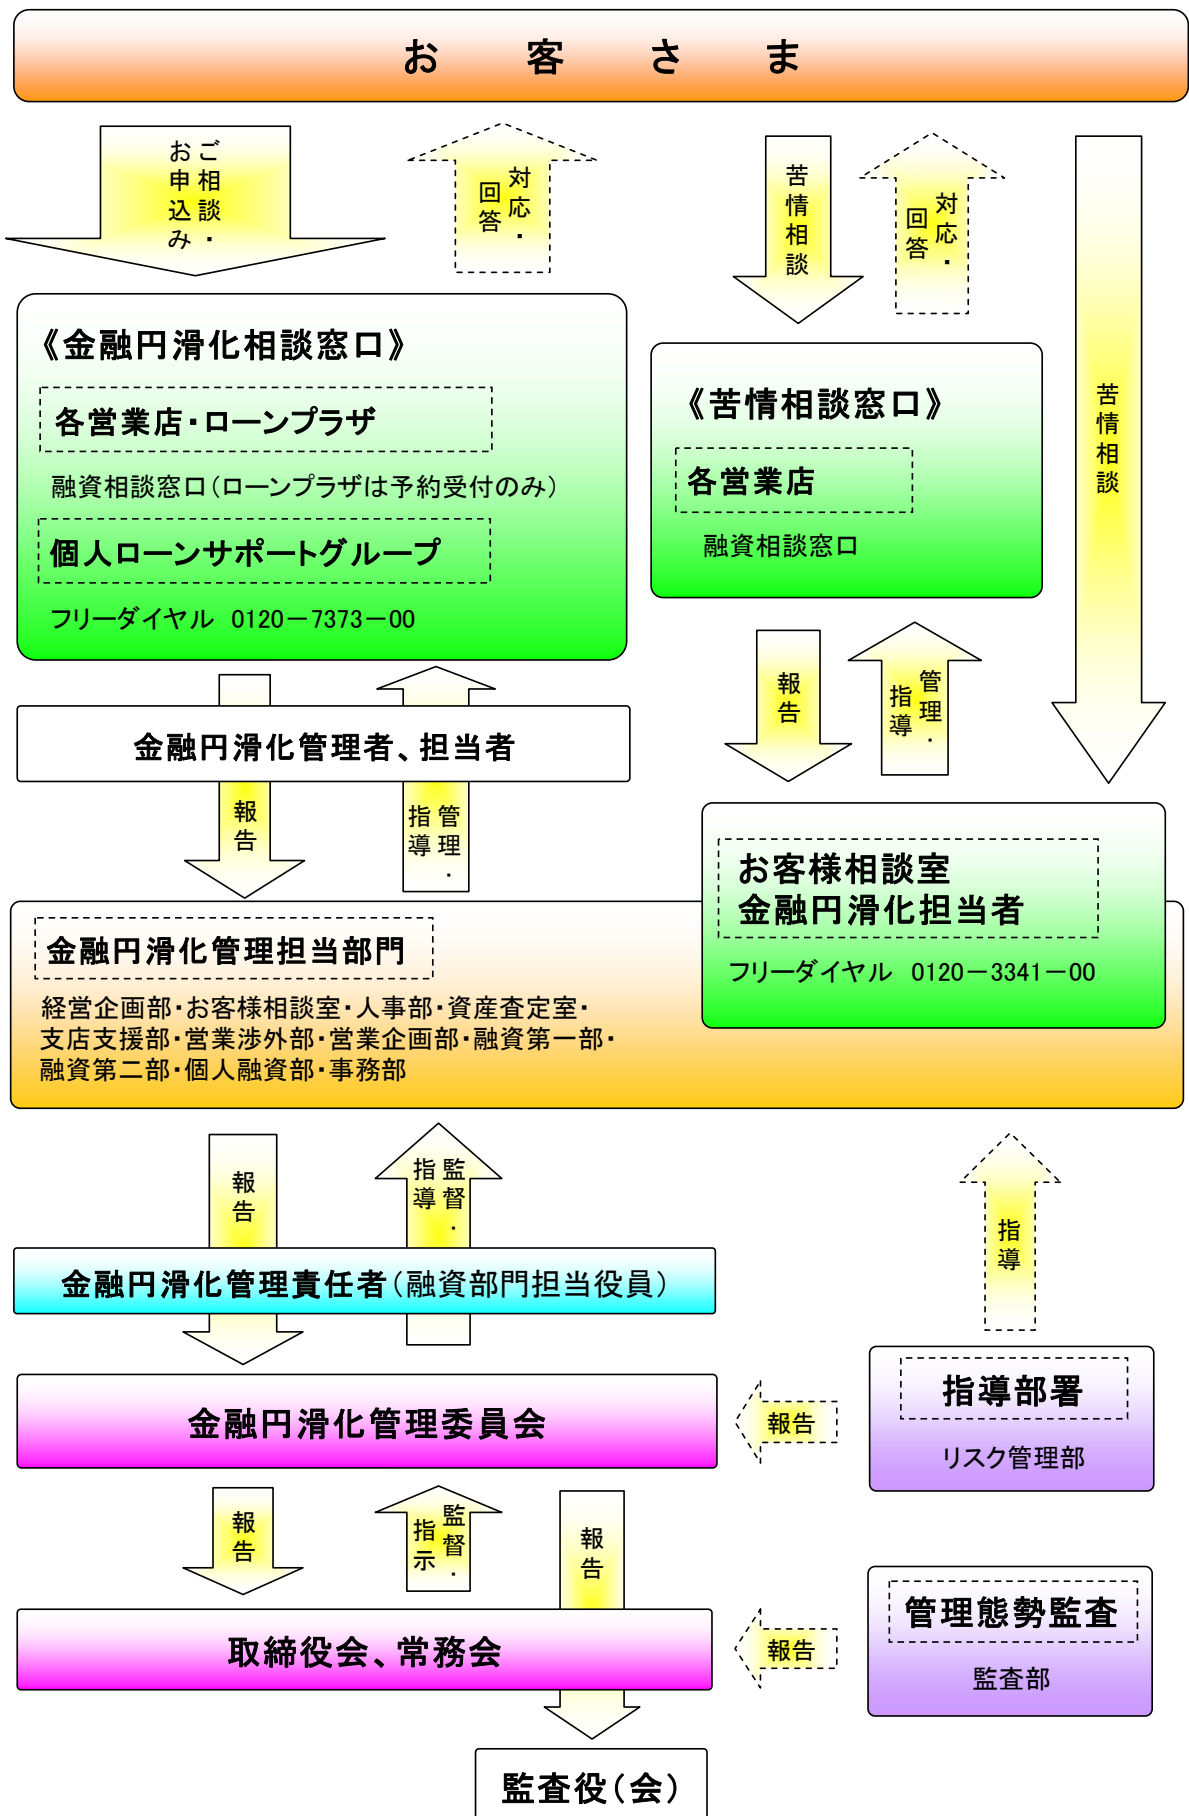 お客さま
ご相談・
お申込み
対応・
回答
苦情相談
対応・
回答
苦情相談
《金融円滑化相談窓口》
各営業店・ローンプラザ
融資相談窓口(ローンプラザは予約受付のみ)
個人ローンサポートグループ
フリーダイヤル 0120-7373-00
《苦情相談窓口》
各営業店
融資相談窓口
金融円滑化管理者、担当者
報告
管理・
指導
報告
管理・
指導
お客様相談室
金融円滑化担当者
フリーダイヤル 0120-3341-00
金融円滑化管理担当部門
経営企画部・お客様相談室・人事部・資産査定室・
支店支援部・営業渉外部・営業企画部・融資第一部・
融資第二部・個人融資部・事務部
報告
監督・
指導
指導
金融円滑化管理責任者(融資部門担当役員)
金融円滑化管理委員会
報告
指導部署
リスク管理部
報告
監督・
指示
報告
取締役会、常務会
報告
管理態勢監査
監査部
監査役(会)